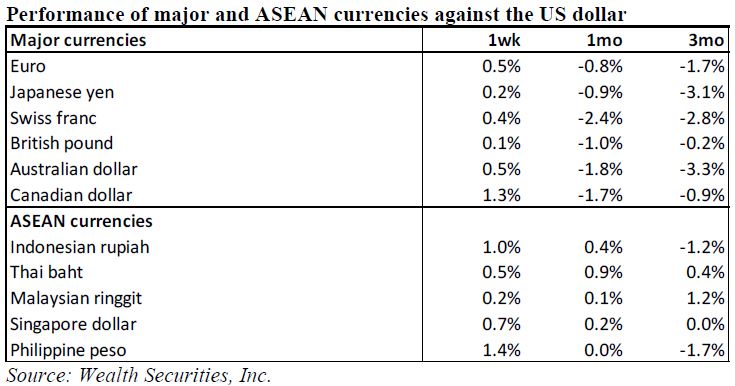 Performance of major and ASEAN currencies against the US dollar
Major currencies 1wk 1mo 3mo
Euro 0.5% -0.8% -1.7%
Japanese yen 0.2% -0.9% -3.1%
Swiss franc 0.4% -2.4% -2.8%
British pound 0.1% -1.0% -0.2%
Australian dollar 0.5% -1.8% -3.3%
Canadian dollar 1.3% -1.7% -0.9%
ASEAN currencies
Indonesian rupiah 1.0% 0.4% -1.2%
Thai baht 0.5% 0.9% 0.4%
Malaysian ringgit 0.2% 0.1% 1.2%
Singapore dollar 0.7% 0.2% 0.0%
Philippine peso 1.4% 0.0% -1.7%
Source: Wealth Securities, Inc.